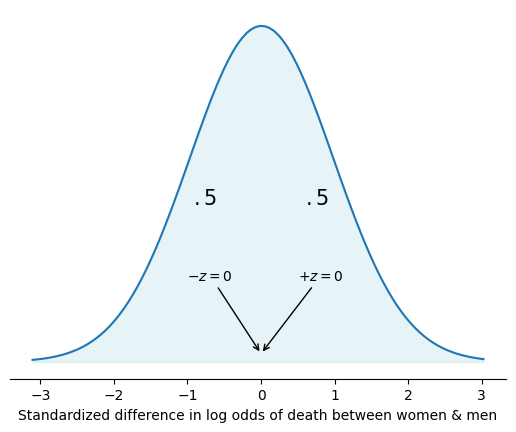 .5 .5
−z = 0 +z = 0
−3 −2 −1 0 1 2 3
Standardized difference in log odds of death between women & men